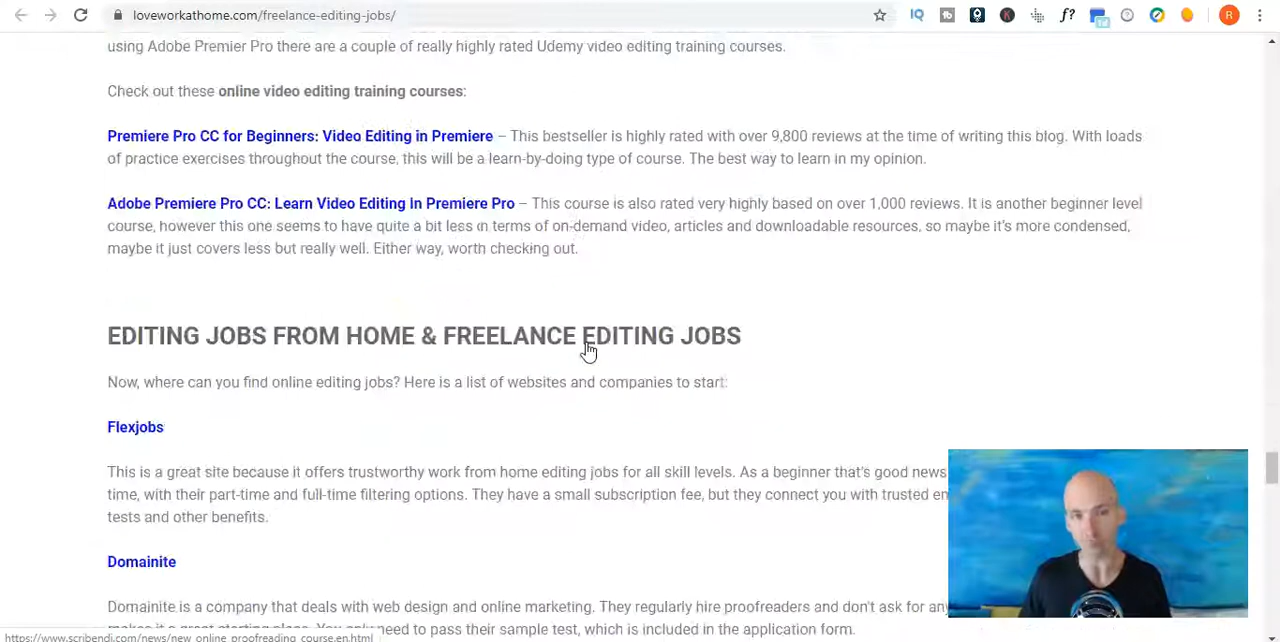 loveworkathome.com/freelance-editing-jobs/
using Adobe Premier Pro there are a couple of really highly rated Udemy video editing training courses.
Check out these online video editing training courses:
Premiere Pro CC for Beginners: Video Editing in Premiere – This bestseller is highly rated with over 9,800 reviews at the time of writing this blog. With loads
of practice exercises throughout the course, this will be a learn-by-doing type of course. The best way to learn in my opinion.
Adobe Premiere Pro CC: Learn Video Editing In Premiere Pro – This course is also rated very highly based on over 1,000 reviews. It is another beginner level
course, however this one seems to have quite a bit less in terms of on-demand video, articles and downloadable resources, so maybe it's more condensed,
maybe it just covers less but really well. Either way, worth checking out.
EDITING JOBS FROM HOME & FREELANCE EDITING JOBS
Now, where can you find online editing jobs? Here is a list of websites and companies to start:
Flexjobs
This is a great site because it offers trustworthy work from home editing jobs for all skill levels. As a beginner that's good news
time, with their part-time and full-time filtering options. They have a small subscription fee, but they connect you with trusted
tests and other benefits.
Domainite
Domainite is a company that deals with web design and online marketing. They regularly hire proofreaders and don't ask for
makes it a great starting place. You only need to pass their sample test, which is included in the application form.
https://www.scribendi.com/news/new_online_proofreading_course.en.html